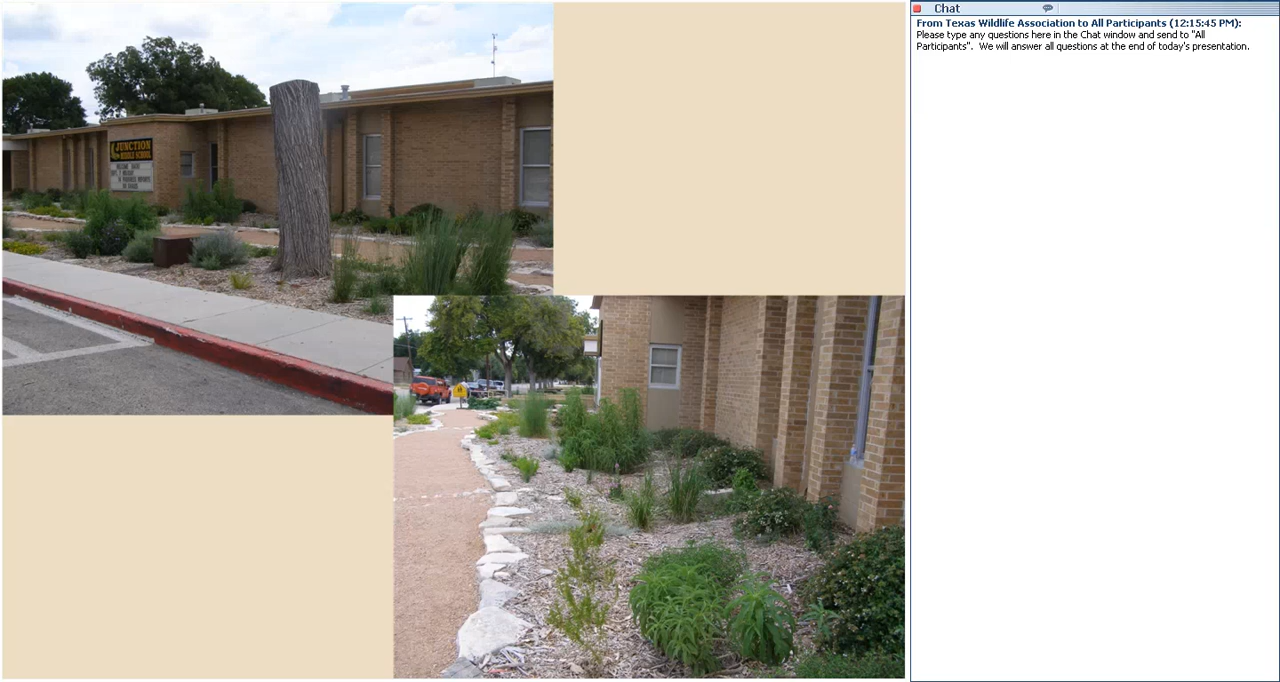 JUNCTION
MIDDLE SCHOOL
Chat
From Texas Wildlife Association to All Participants (12:15:45 PM):
Please type any questions here in the Chat window and send to "All
Participants".  We will answer all questions at the end of today's presentation.